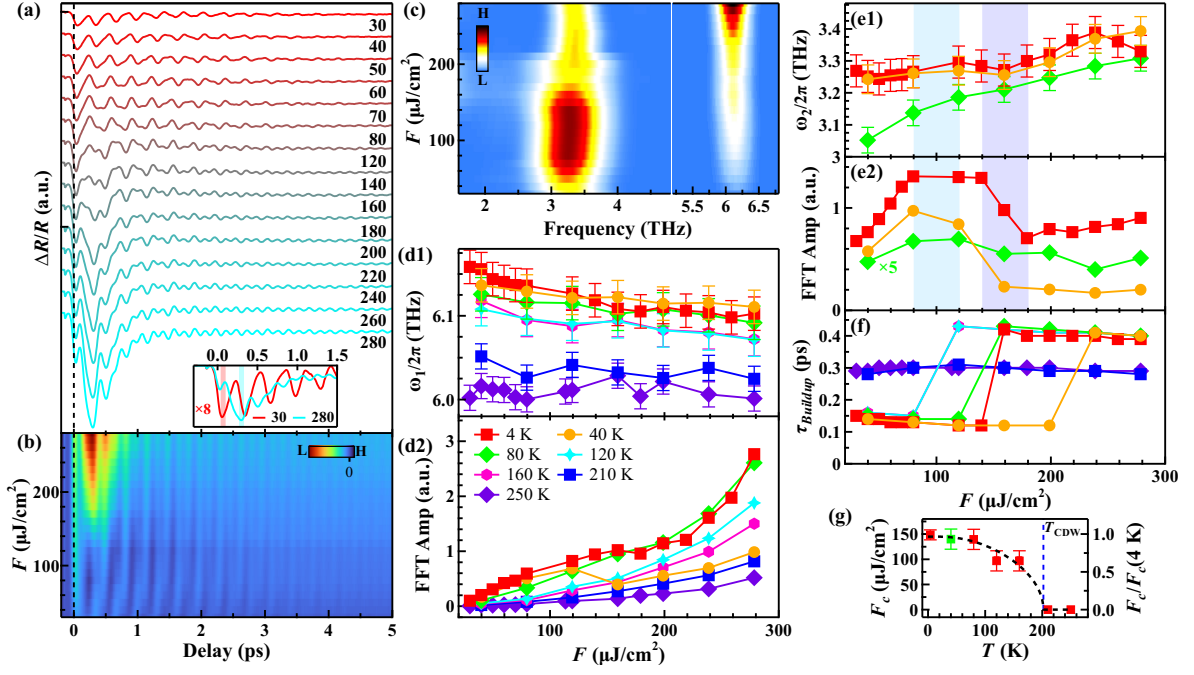 (a)
ΔR/R (a.u.)
30
40
50
60
70
80
120
140
160
180
200
220
240
260
280
0.0 0.5 1.0 1.5
×8
30 280
(b)
L H
0
F (μJ/cm²)
200
100
0 1 2 3 4 5
Delay (ps)
(c)
H
L
F (μJ/cm²)
200
100
2 3 4 5.5 6 6.5
Frequency (THz)
(d1)
ω₁/2π (THz)
6.1
6.0
(d2)
FFT Amp (a.u.)
3
2
1
0
4 K
40 K
80 K
120 K
160 K
210 K
250 K
100 200 300
F (μJ/cm²)
(e1)
ω₂/2π (THz)
3.4
3.3
3.2
3.1
3.0
(e2)
FFT Amp (a.u.)
1
0
×5
(f)
τBuildup (ps)
0.4
0.3
0.2
0.1
100 200 300
F (μJ/cm²)
(g)
Fc (μJ/cm²)
150
100
50
0
TCDW
1.0
0.5
0.0
Fc/Fc(4 K)
0 100 200
T (K)